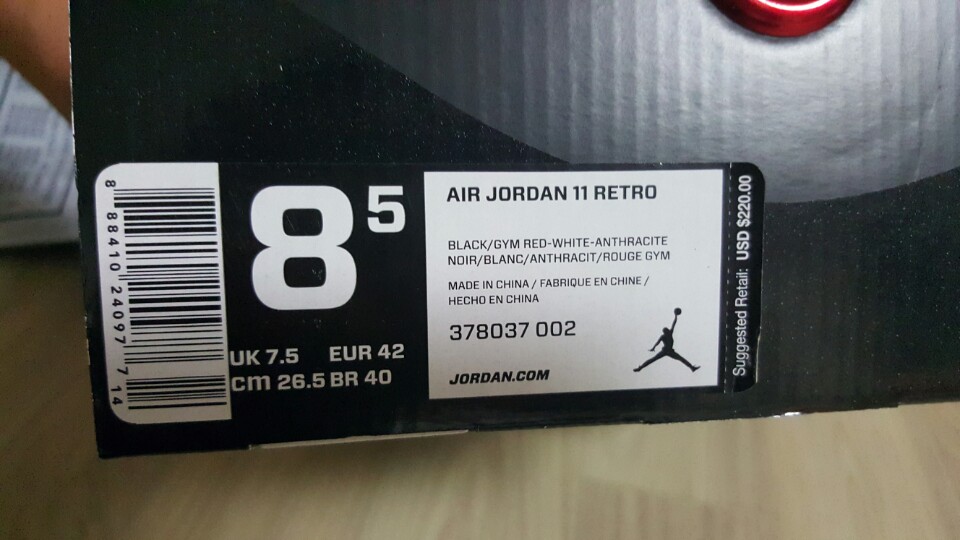 8 88410 24097 7 14
8 5
UK 7.5 EUR 42
cm 26.5 BR 40
AIR JORDAN 11 RETRO
BLACK/GYM RED-WHITE-ANTHRACITE
NOIR/BLANC/ANTHRACIT/ROUGE GYM
MADE IN CHINA / FABRIQUE EN CHINE /
HECHO EN CHINA
378037 002
JORDAN.COM
Suggested Retail: USD $220.00